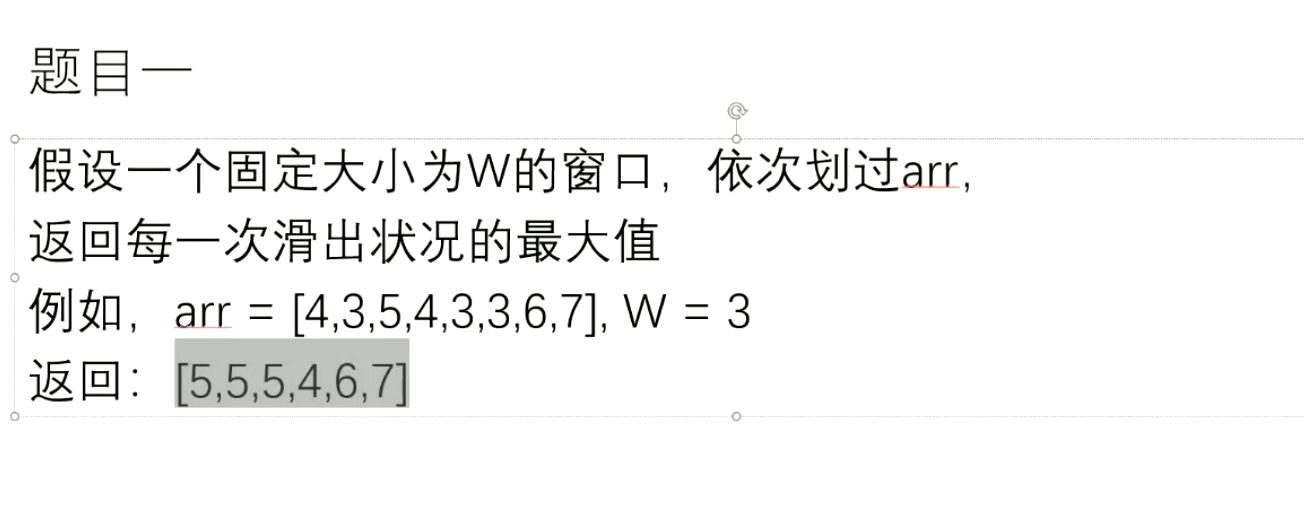 题目一
假设一个固定大小为W的窗口，依次划过arr,
返回每一次滑出状况的最大值
例如，arr = [4,3,5,4,3,3,6,7], W = 3
返回：[5,5,5,4,6,7]